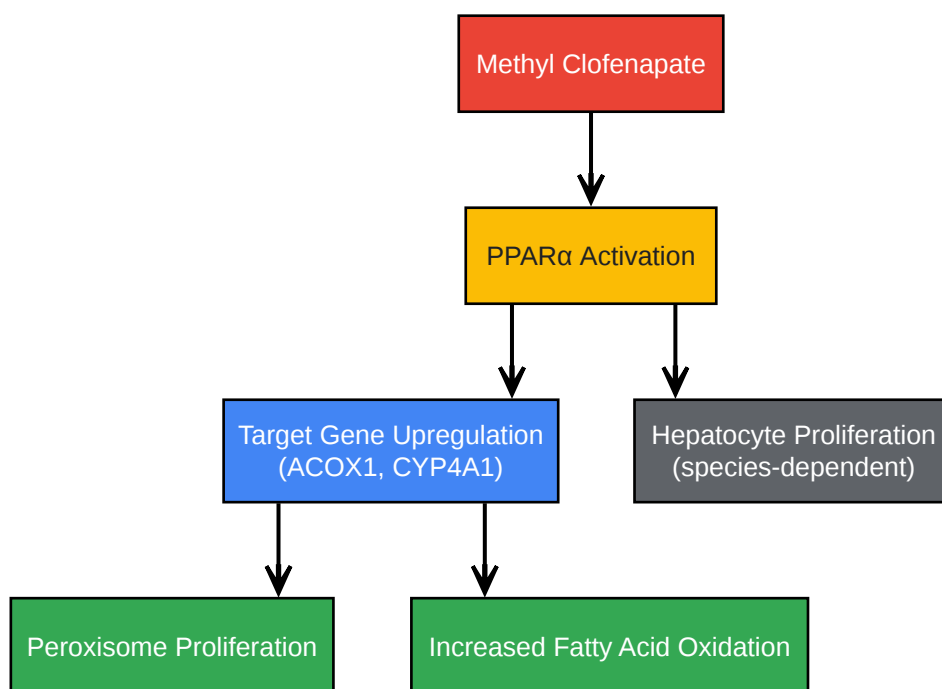 Methyl Clofenapate
PPARα Activation
Target Gene Upregulation
(ACOX1, CYP4A1)
Hepatocyte Proliferation
(species-dependent)
Peroxisome Proliferation
Increased Fatty Acid Oxidation